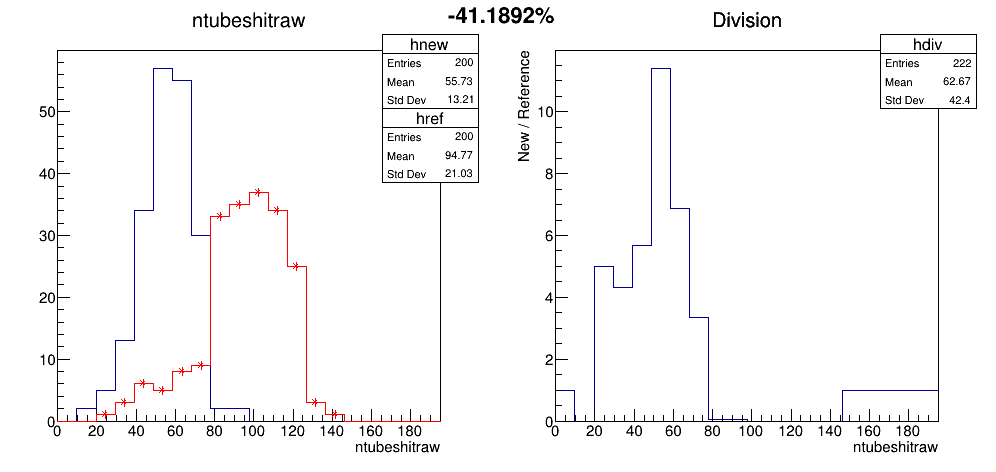 -41.1892%
ntubeshitraw
hnew
Entries 200
Mean 55.73
Std Dev 13.21
href
Entries 200
Mean 94.77
Std Dev 21.03
50
40
30
20
10
0
0 20 40 60 80 100 120 140 160 180
ntubeshitraw
Division
hdiv
Entries 222
Mean 62.67
Std Dev 42.4
New / Reference
10
8
6
4
2
0
0 20 40 60 80 100 120 140 160 180
ntubeshitraw